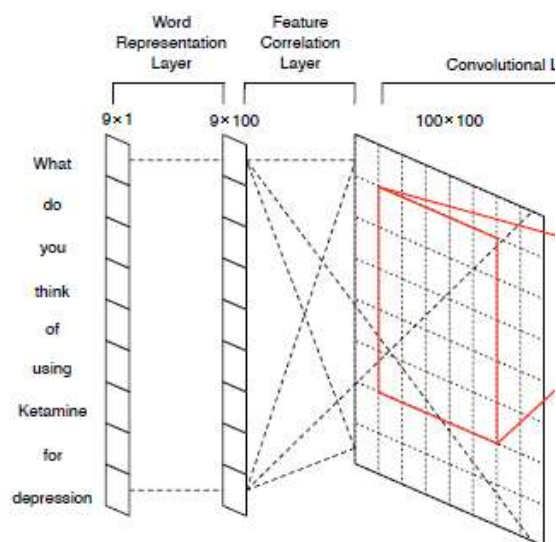 Word
Representation
Layer
Feature
Correlation
Layer
Convolutional L
9×1
9×100
100×100
What
do
you
think
of
using
Ketamine
for
depression